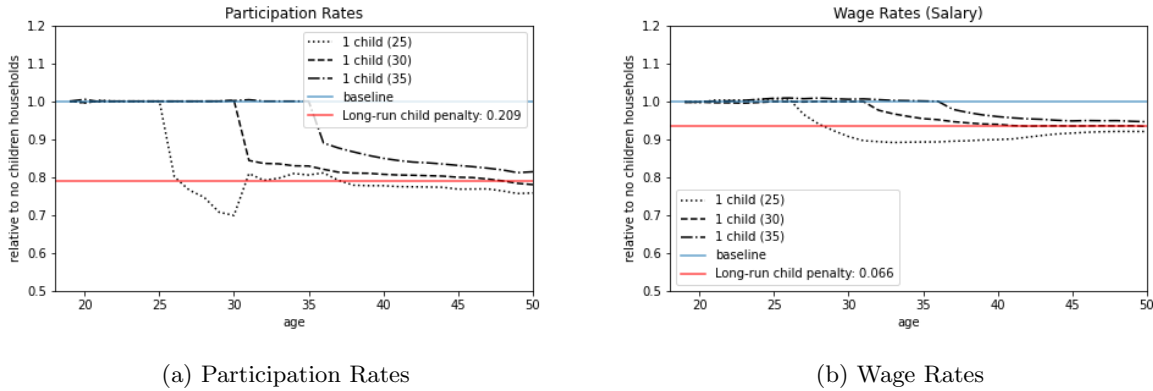 Participation Rates
relative to no children households
1.2
1.1
1.0
0.9
0.8
0.7
0.6
0.5
1 child (25)
1 child (30)
1 child (35)
baseline
Long-run child penalty: 0.209
20 25 30 35 40 45 50
age
(a) Participation Rates
Wage Rates (Salary)
relative to no children households
1.2
1.1
1.0
0.9
0.8
0.7
0.6
0.5
1 child (25)
1 child (30)
1 child (35)
baseline
Long-run child penalty: 0.066
20 25 30 35 40 45 50
age
(b) Wage Rates